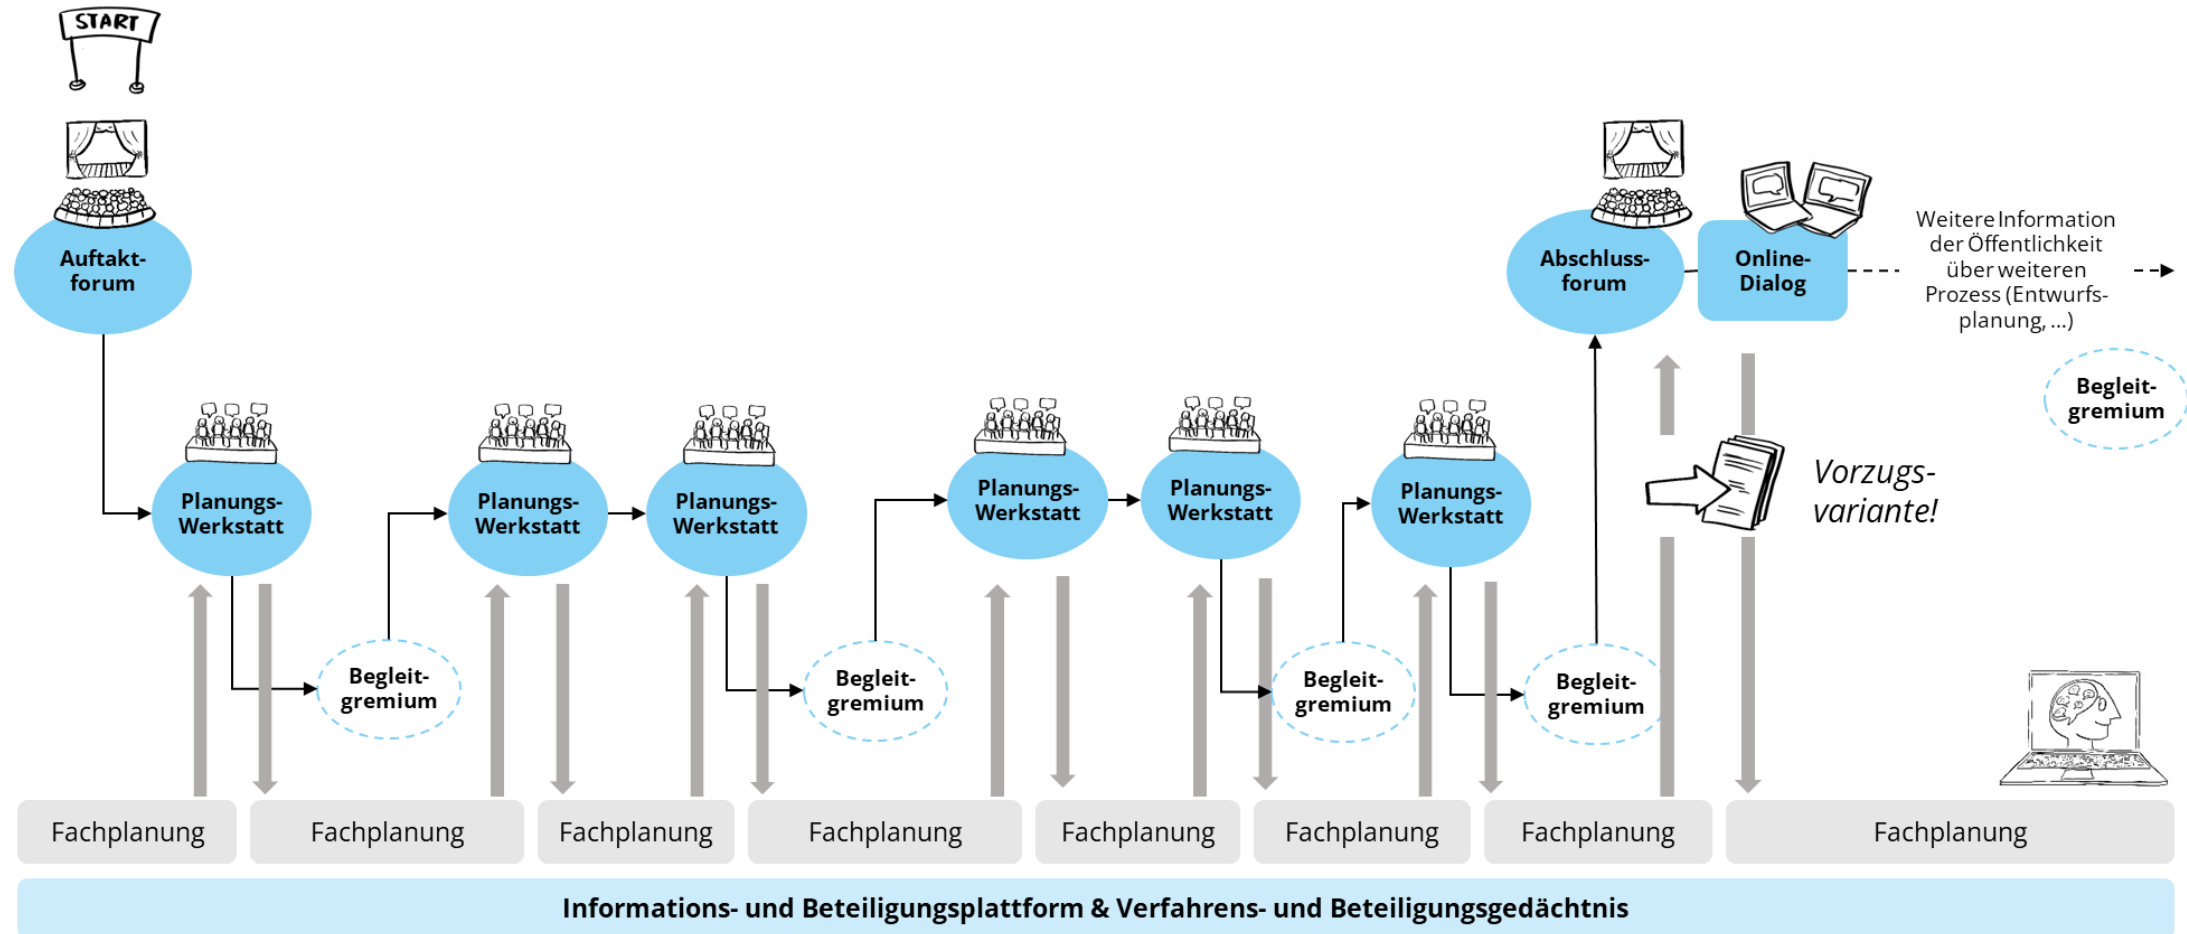 START
Auftakt-
forum
Abschluss-
forum
Online-
Dialog
Weitere Information
der Öffentlichkeit
über weiteren
Prozess (Entwurfs-
planung, ...)
Begleit-
gremium
Planungs-
Werkstatt
Planungs-
Werkstatt
Planungs-
Werkstatt
Planungs-
Werkstatt
Planungs-
Werkstatt
Planungs-
Werkstatt
Vorzugs-
variante!
Begleit-
gremium
Begleit-
gremium
Begleit-
gremium
Begleit-
gremium
Fachplanung
Fachplanung
Fachplanung
Fachplanung
Fachplanung
Fachplanung
Fachplanung
Fachplanung
Informations- und Beteiligungsplattform & Verfahrens- und Beteiligungsgedächtnis